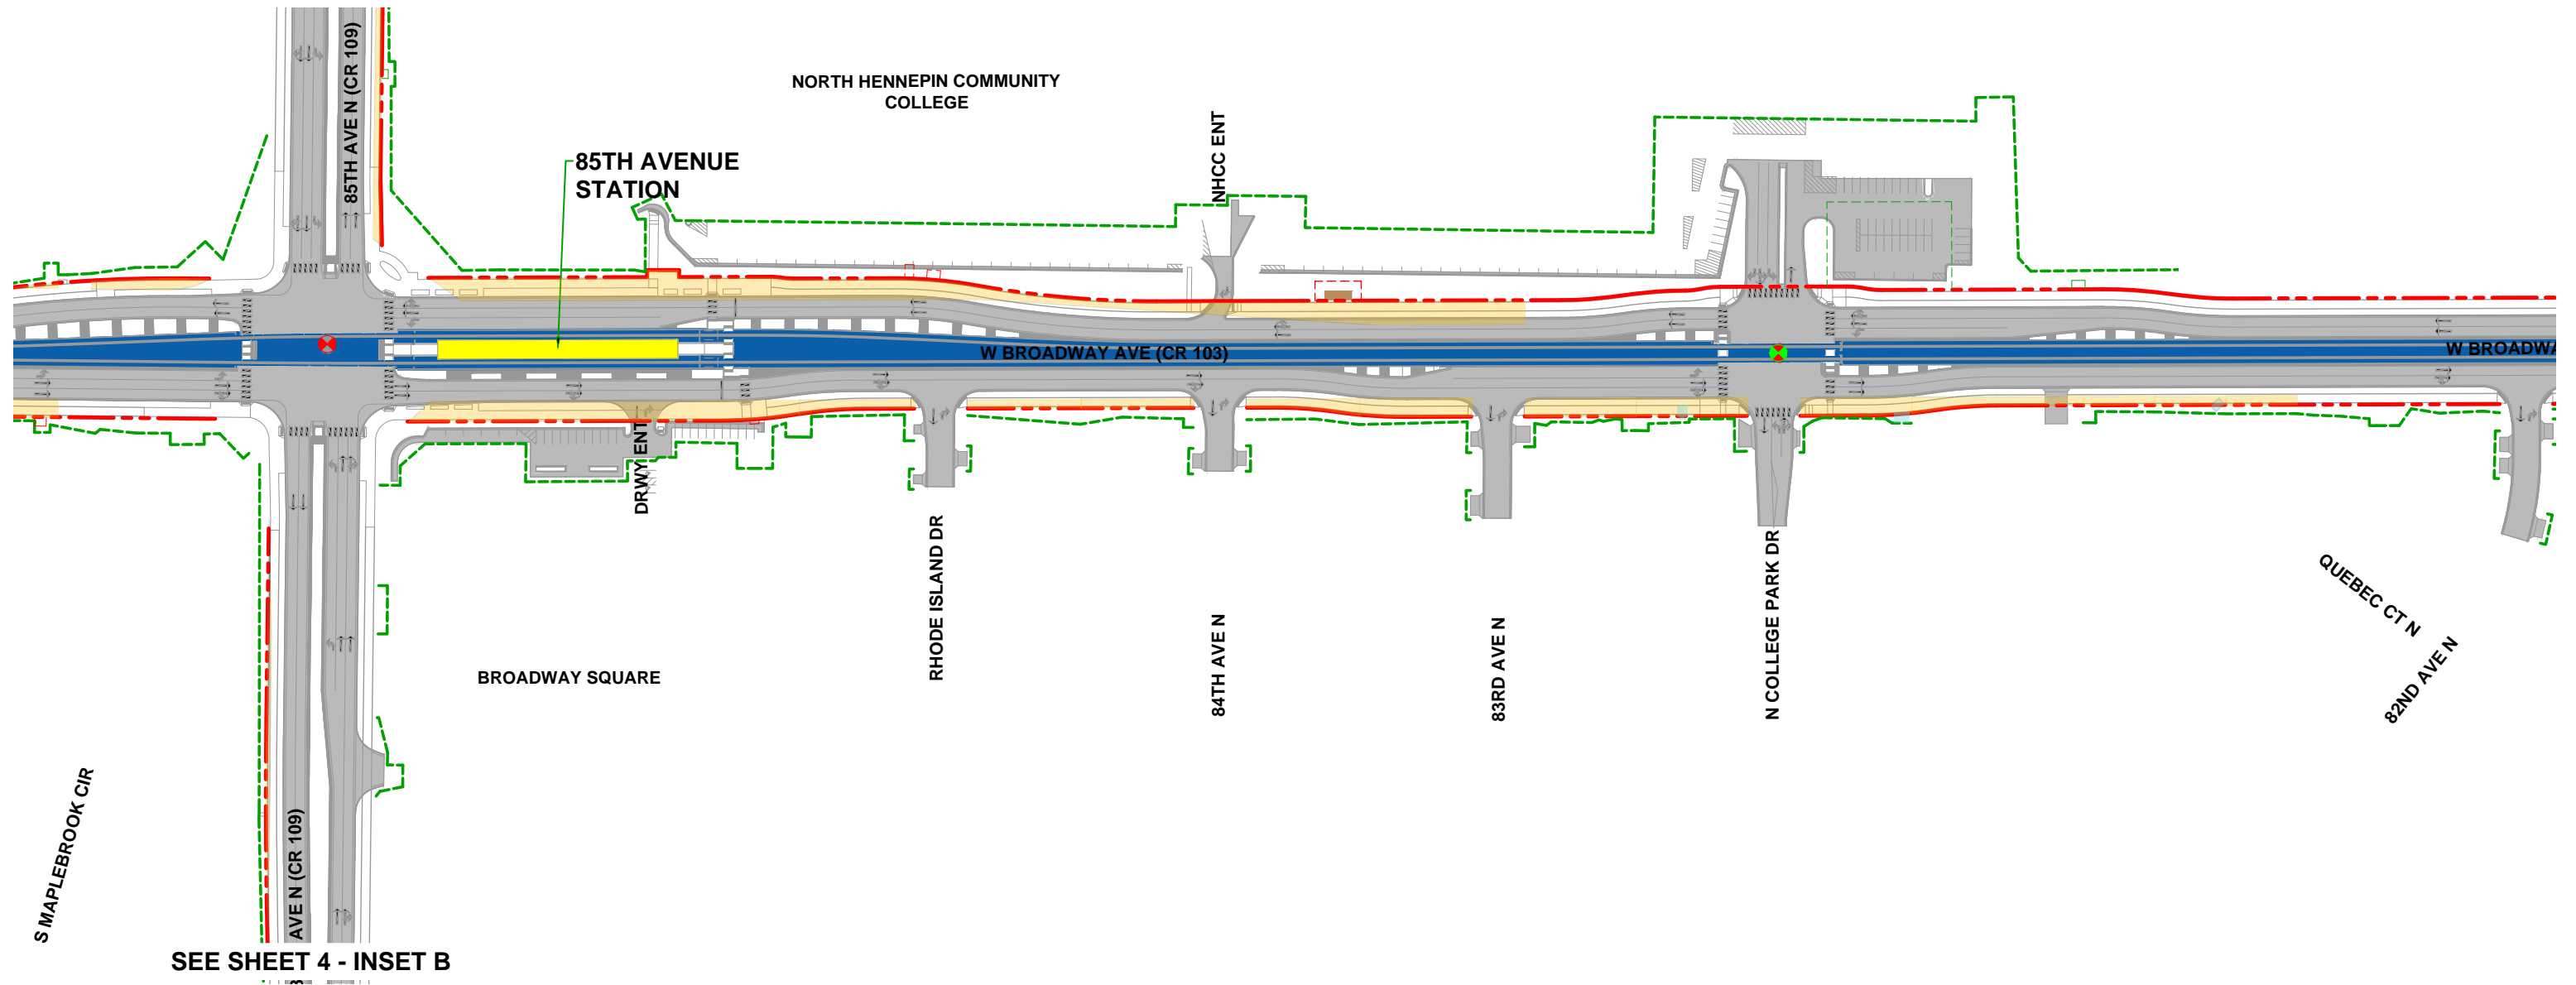 85TH AVE N (CR 109)
NORTH HENNEPIN COMMUNITY
COLLEGE
NHCC ENT
85TH AVENUE
STATION
W BROADWAY AVE (CR 103)
W BROADWA
DRWY ENT
RHODE ISLAND DR
84TH AVE N
83RD AVE N
N COLLEGE PARK DR
QUEBEC CT N
82ND AVE N
BROADWAY SQUARE
S MAPLEBROOK CIR
AVE N (CR 109)
SEE SHEET 4 - INSET B